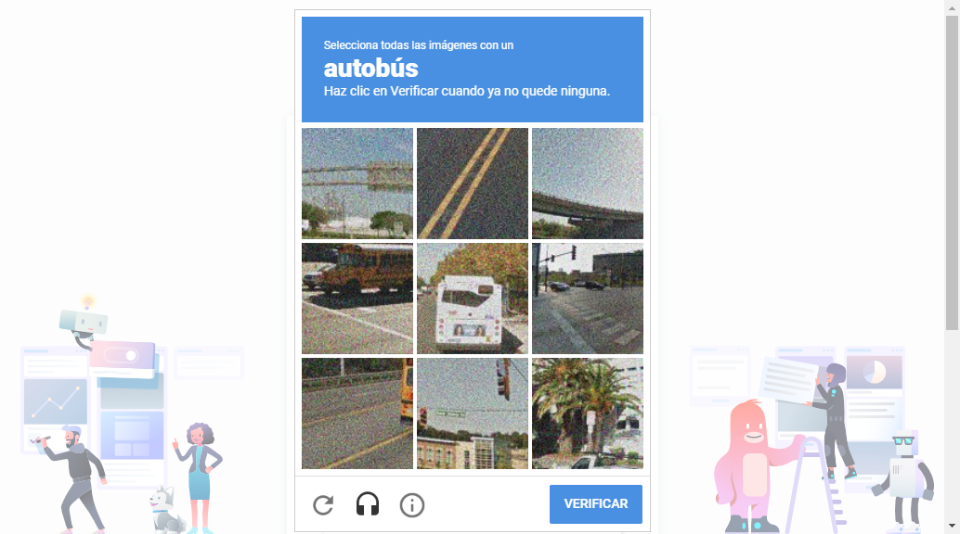 Selecciona todas las imágenes con un
autobús
Haz clic en Verificar cuando ya no quede ninguna.
VERIFICAR